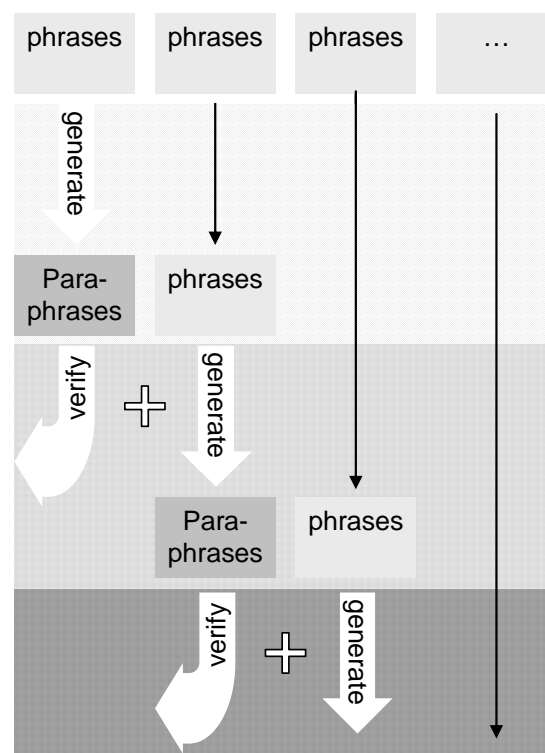 phrases phrases phrases ...
generate
Para-
phrases
phrases
verify
generate
Para-
phrases
phrases
verify
generate